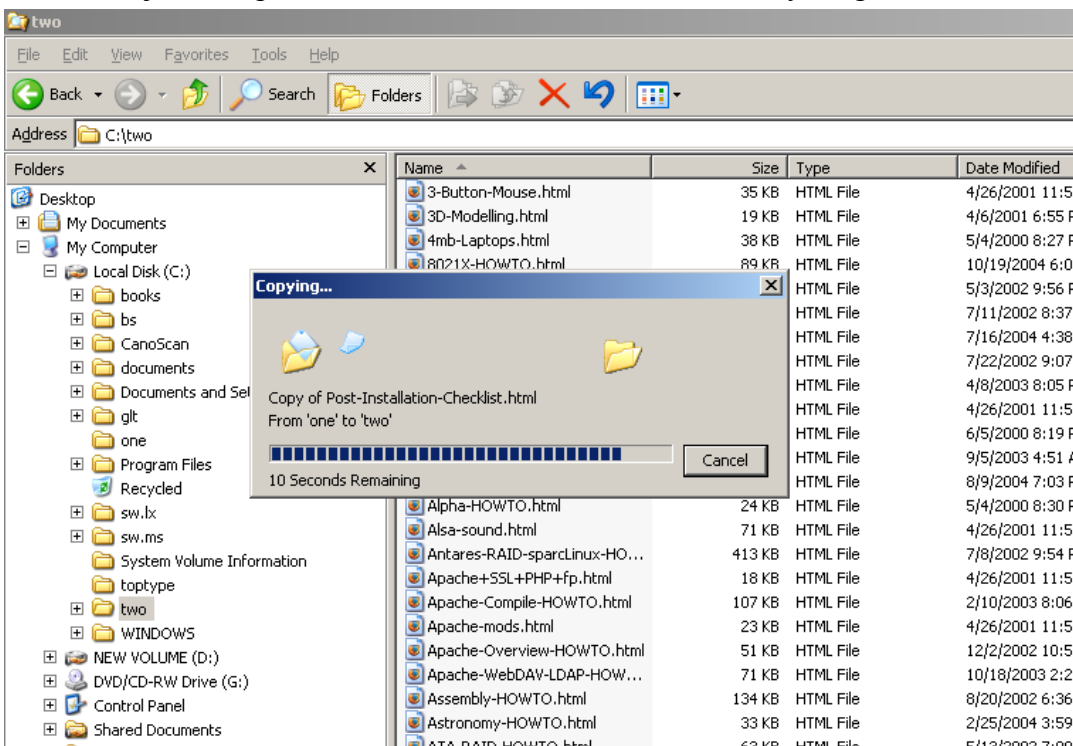 two
File Edit View Favorites Tools Help
Back Search Folders
Address C:\two
Folders
Desktop
My Documents
My Computer
Local Disk (C:)
books
bs
CanoScan
documents
Documents and Set
glt
one
Program Files
Recycled
sw.lx
sw.ms
System Volume Information
toptype
two
WINDOWS
NEW VOLUME (D:)
DVD/CD-RW Drive (G:)
Control Panel
Shared Documents
Name Size Type Date Modified
3-Button-Mouse.html 35 KB HTML File 4/26/2001 11:5
3D-Modelling.html 19 KB HTML File 4/6/2001 6:55 P
4mb-Laptops.html 38 KB HTML File 5/4/2000 8:27 P
8021X-HOWTO.html 89 KB HTML File 10/19/2004 6:0
HTML File 5/3/2002 9:56 P
HTML File 7/11/2002 8:37
HTML File 7/16/2004 4:38
HTML File 7/22/2002 9:07
HTML File 4/8/2003 8:05 P
HTML File 4/26/2001 11:5
HTML File 6/5/2000 8:19 P
HTML File 9/5/2003 4:51 A
HTML File 8/9/2004 7:03 P
Alpha-HOWTO.html 24 KB HTML File 5/4/2000 8:30 P
Alsa-sound.html 71 KB HTML File 4/26/2001 11:5
Antares-RAID-sparcLinux-HO... 413 KB HTML File 7/8/2002 9:54 P
Apache+SSL+PHP+fp.html 18 KB HTML File 4/26/2001 11:5
Apache-Compile-HOWTO.html 107 KB HTML File 2/10/2003 8:06
Apache-mods.html 23 KB HTML File 4/26/2001 11:5
Apache-Overview-HOWTO.html 51 KB HTML File 12/2/2002 10:5
Apache-WebDAV-LDAP-HOW... 71 KB HTML File 10/18/2003 2:2
Assembly-HOWTO.html 134 KB HTML File 8/20/2002 6:36
Astronomy-HOWTO.html 33 KB HTML File 2/25/2004 3:59
ATA-RAID-HOWTO.html 63 KB HTML File
Copying...
Copy of Post-Installation-Checklist.html
From 'one' to 'two'
10 Seconds Remaining
Cancel